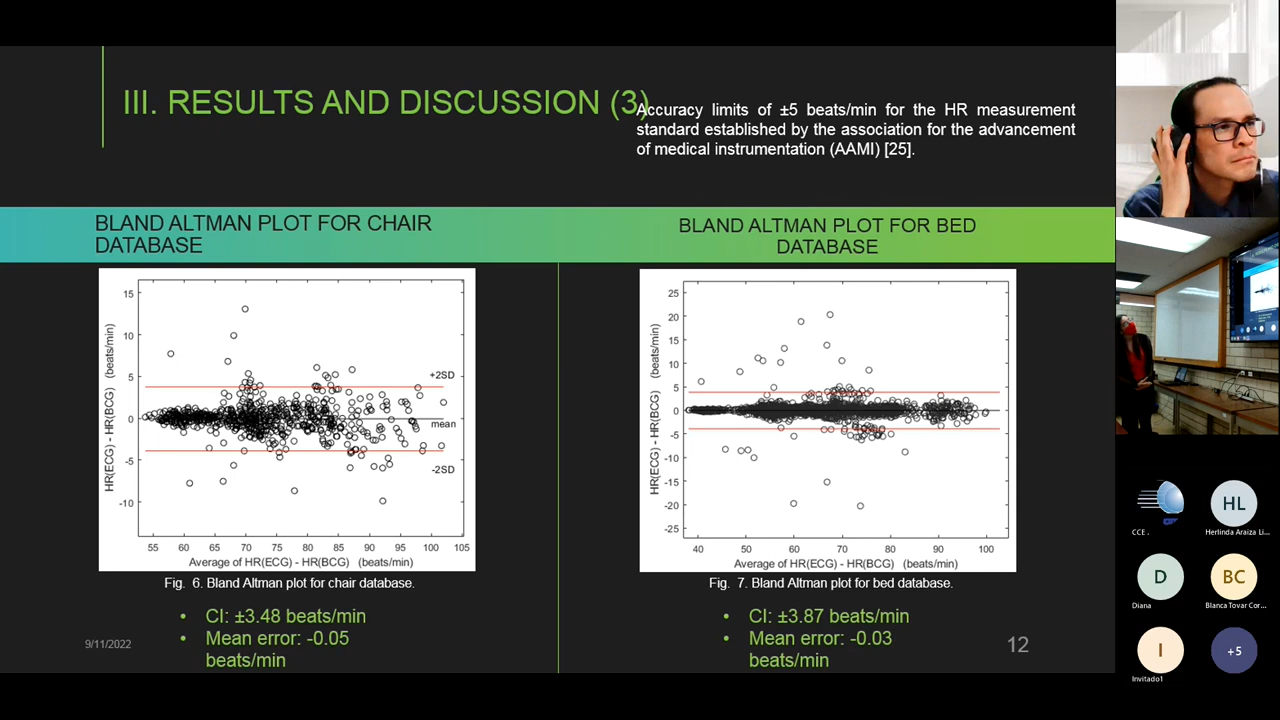 III. RESULTS AND DISCUSSION (3)
Accuracy limits of ±5 beats/min for the HR measurement
standard established by the association for the advancement
of medical instrumentation (AAMI) [25].
BLAND ALTMAN PLOT FOR CHAIR
DATABASE
BLAND ALTMAN PLOT FOR BED
DATABASE
HR(ECG) - HR(BCG) (beats/min)
15
10
5
0
-5
-10
+2SD
mean
-2SD
55 60 65 70 75 80 85 90 95 100 105
Average of HR(ECG) - HR(BCG) (beats/min)
Fig. 6. Bland Altman plot for chair database.
HR(ECG) - HR(BCG) (beats/min)
25
20
15
10
5
0
-5
-10
-15
-20
-25
40 50 60 70 80 90 100
Average of HR(ECG) - HR(BCG) (beats/min)
Fig. 7. Bland Altman plot for bed database.
• CI: ±3.48 beats/min
• Mean error: -0.05
beats/min
• CI: ±3.87 beats/min
• Mean error: -0.03
beats/min
9/11/2022
12
CCE .
HL
Herlinda Araiza Li...
D
Diana
BC
Blanca Tovar Cor...
I
Invitado1
+5